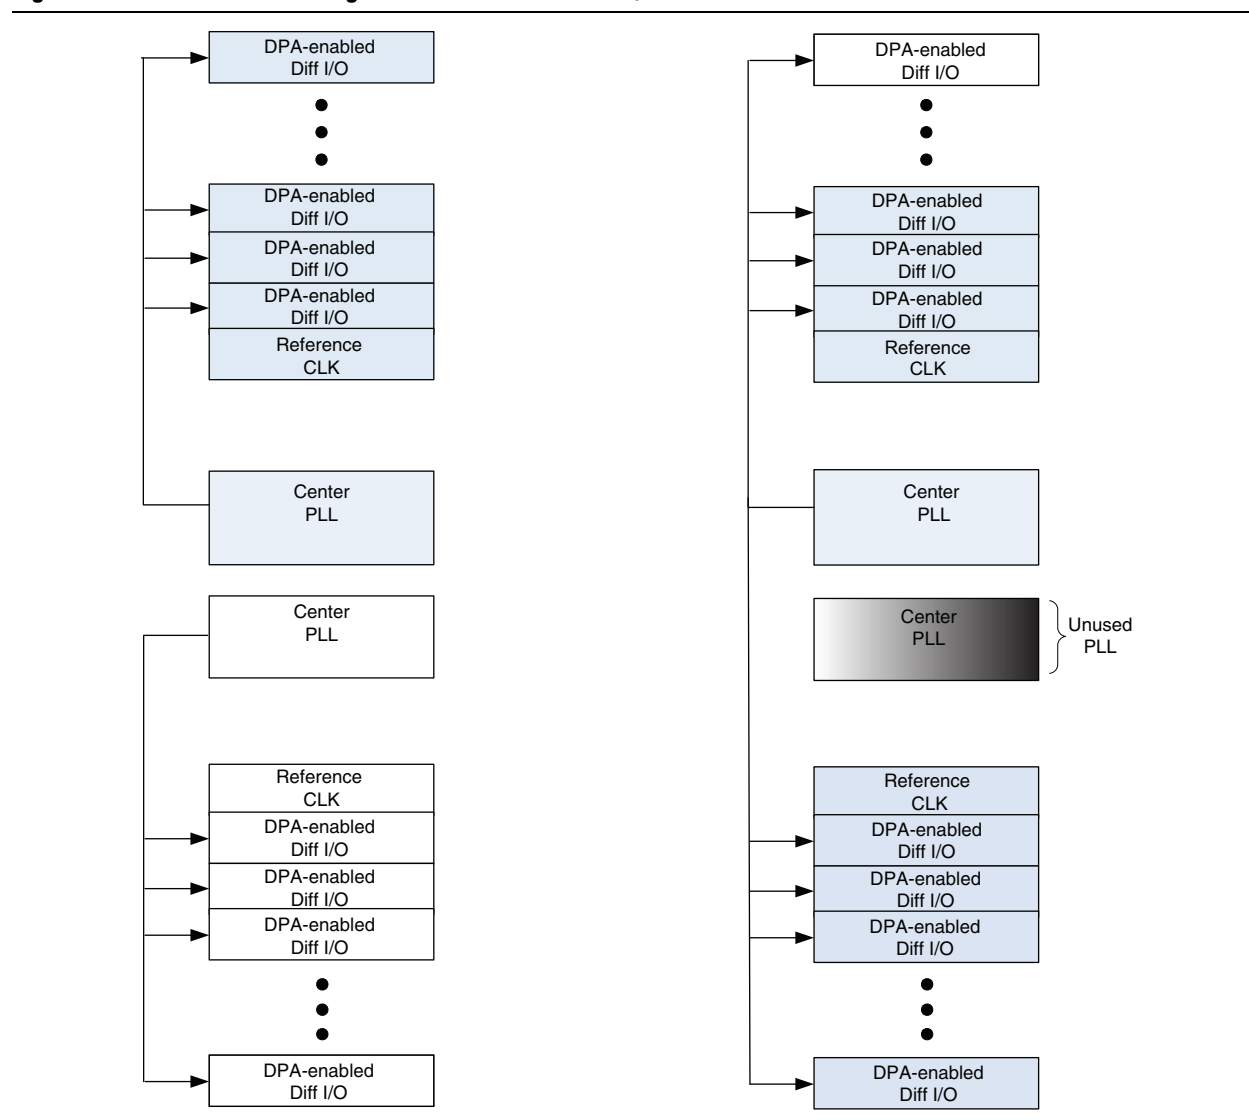 DPA-enabled
Diff I/O
DPA-enabled
Diff I/O
DPA-enabled
Diff I/O
DPA-enabled
Diff I/O
Reference
CLK
Center
PLL
Center
PLL
Reference
CLK
DPA-enabled
Diff I/O
DPA-enabled
Diff I/O
DPA-enabled
Diff I/O
DPA-enabled
Diff I/O
DPA-enabled
Diff I/O
DPA-enabled
Diff I/O
DPA-enabled
Diff I/O
DPA-enabled
Diff I/O
Reference
CLK
Center
PLL
Center
PLL
Unused
PLL
Reference
CLK
DPA-enabled
Diff I/O
DPA-enabled
Diff I/O
DPA-enabled
Diff I/O
DPA-enabled
Diff I/O